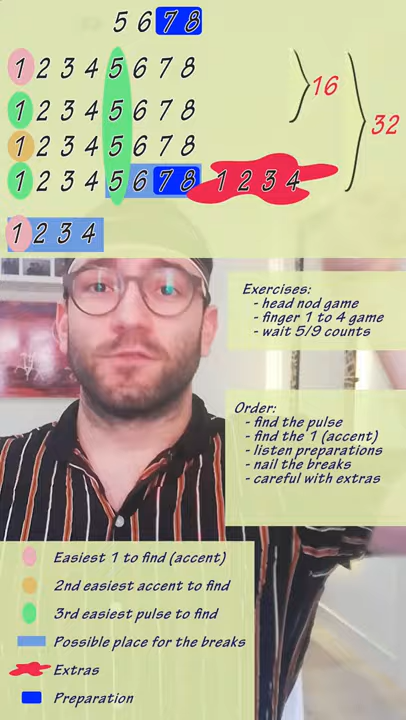 5 6 7 8
1 2 3 4 5 6 7 8
16
1 2 3 4 5 6 7 8
32
1 2 3 4 5 6 7 8
1 2 3 4 5 6 7 8 1 2 3 4
1 2 3 4
Exercises:
- head nod game
- finger 1 to 4 game
- wait 5/9 counts
Order:
- find the pulse
- find the 1 (accent)
- listen preparations
- nail the breaks
- careful with extras
Easiest 1 to find (accent)
2nd easiest accent to find
3rd easiest pulse to find
Possible place for the breaks
Extras
Preparation